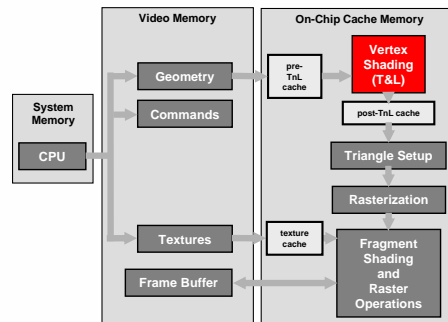 Video Memory
On-Chip Cache Memory
System
Memory
CPU
Geometry
Commands
Textures
Frame Buffer
pre-
TnL
cache
Vertex
Shading
(T&L)
post-TnL cache
Triangle Setup
Rasterization
texture
cache
Fragment
Shading
and
Raster
Operations